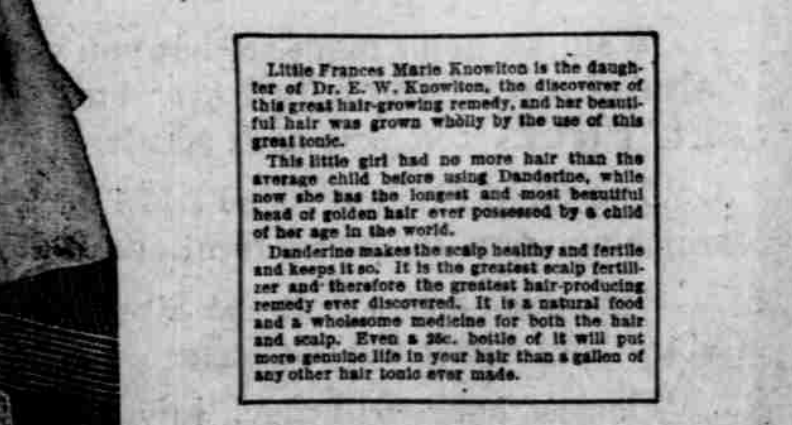 Little Frances Marie Knowlton is the daugh-
ter of Dr. E. W. Knowlton, the discoverer of
this great hair-growing remedy, and her beauti-
ful hair was grown wholly by the use of this
great tonic.
This little girl had no more hair than the
average child before using Danderine, while
now she has the longest and most beautiful
head of golden hair ever possessed by a child
of her age in the world.
Danderine makes the scalp healthy and fertile
and keeps it so. It is the greatest scalp fertili-
zer and therefore the greatest hair-producing
remedy ever discovered. It is a natural food
and a wholesome medicine for both the hair
and scalp. Even a 25c. bottle of it will put
more genuine life in your hair than a gallon of
any other hair tonic ever made.